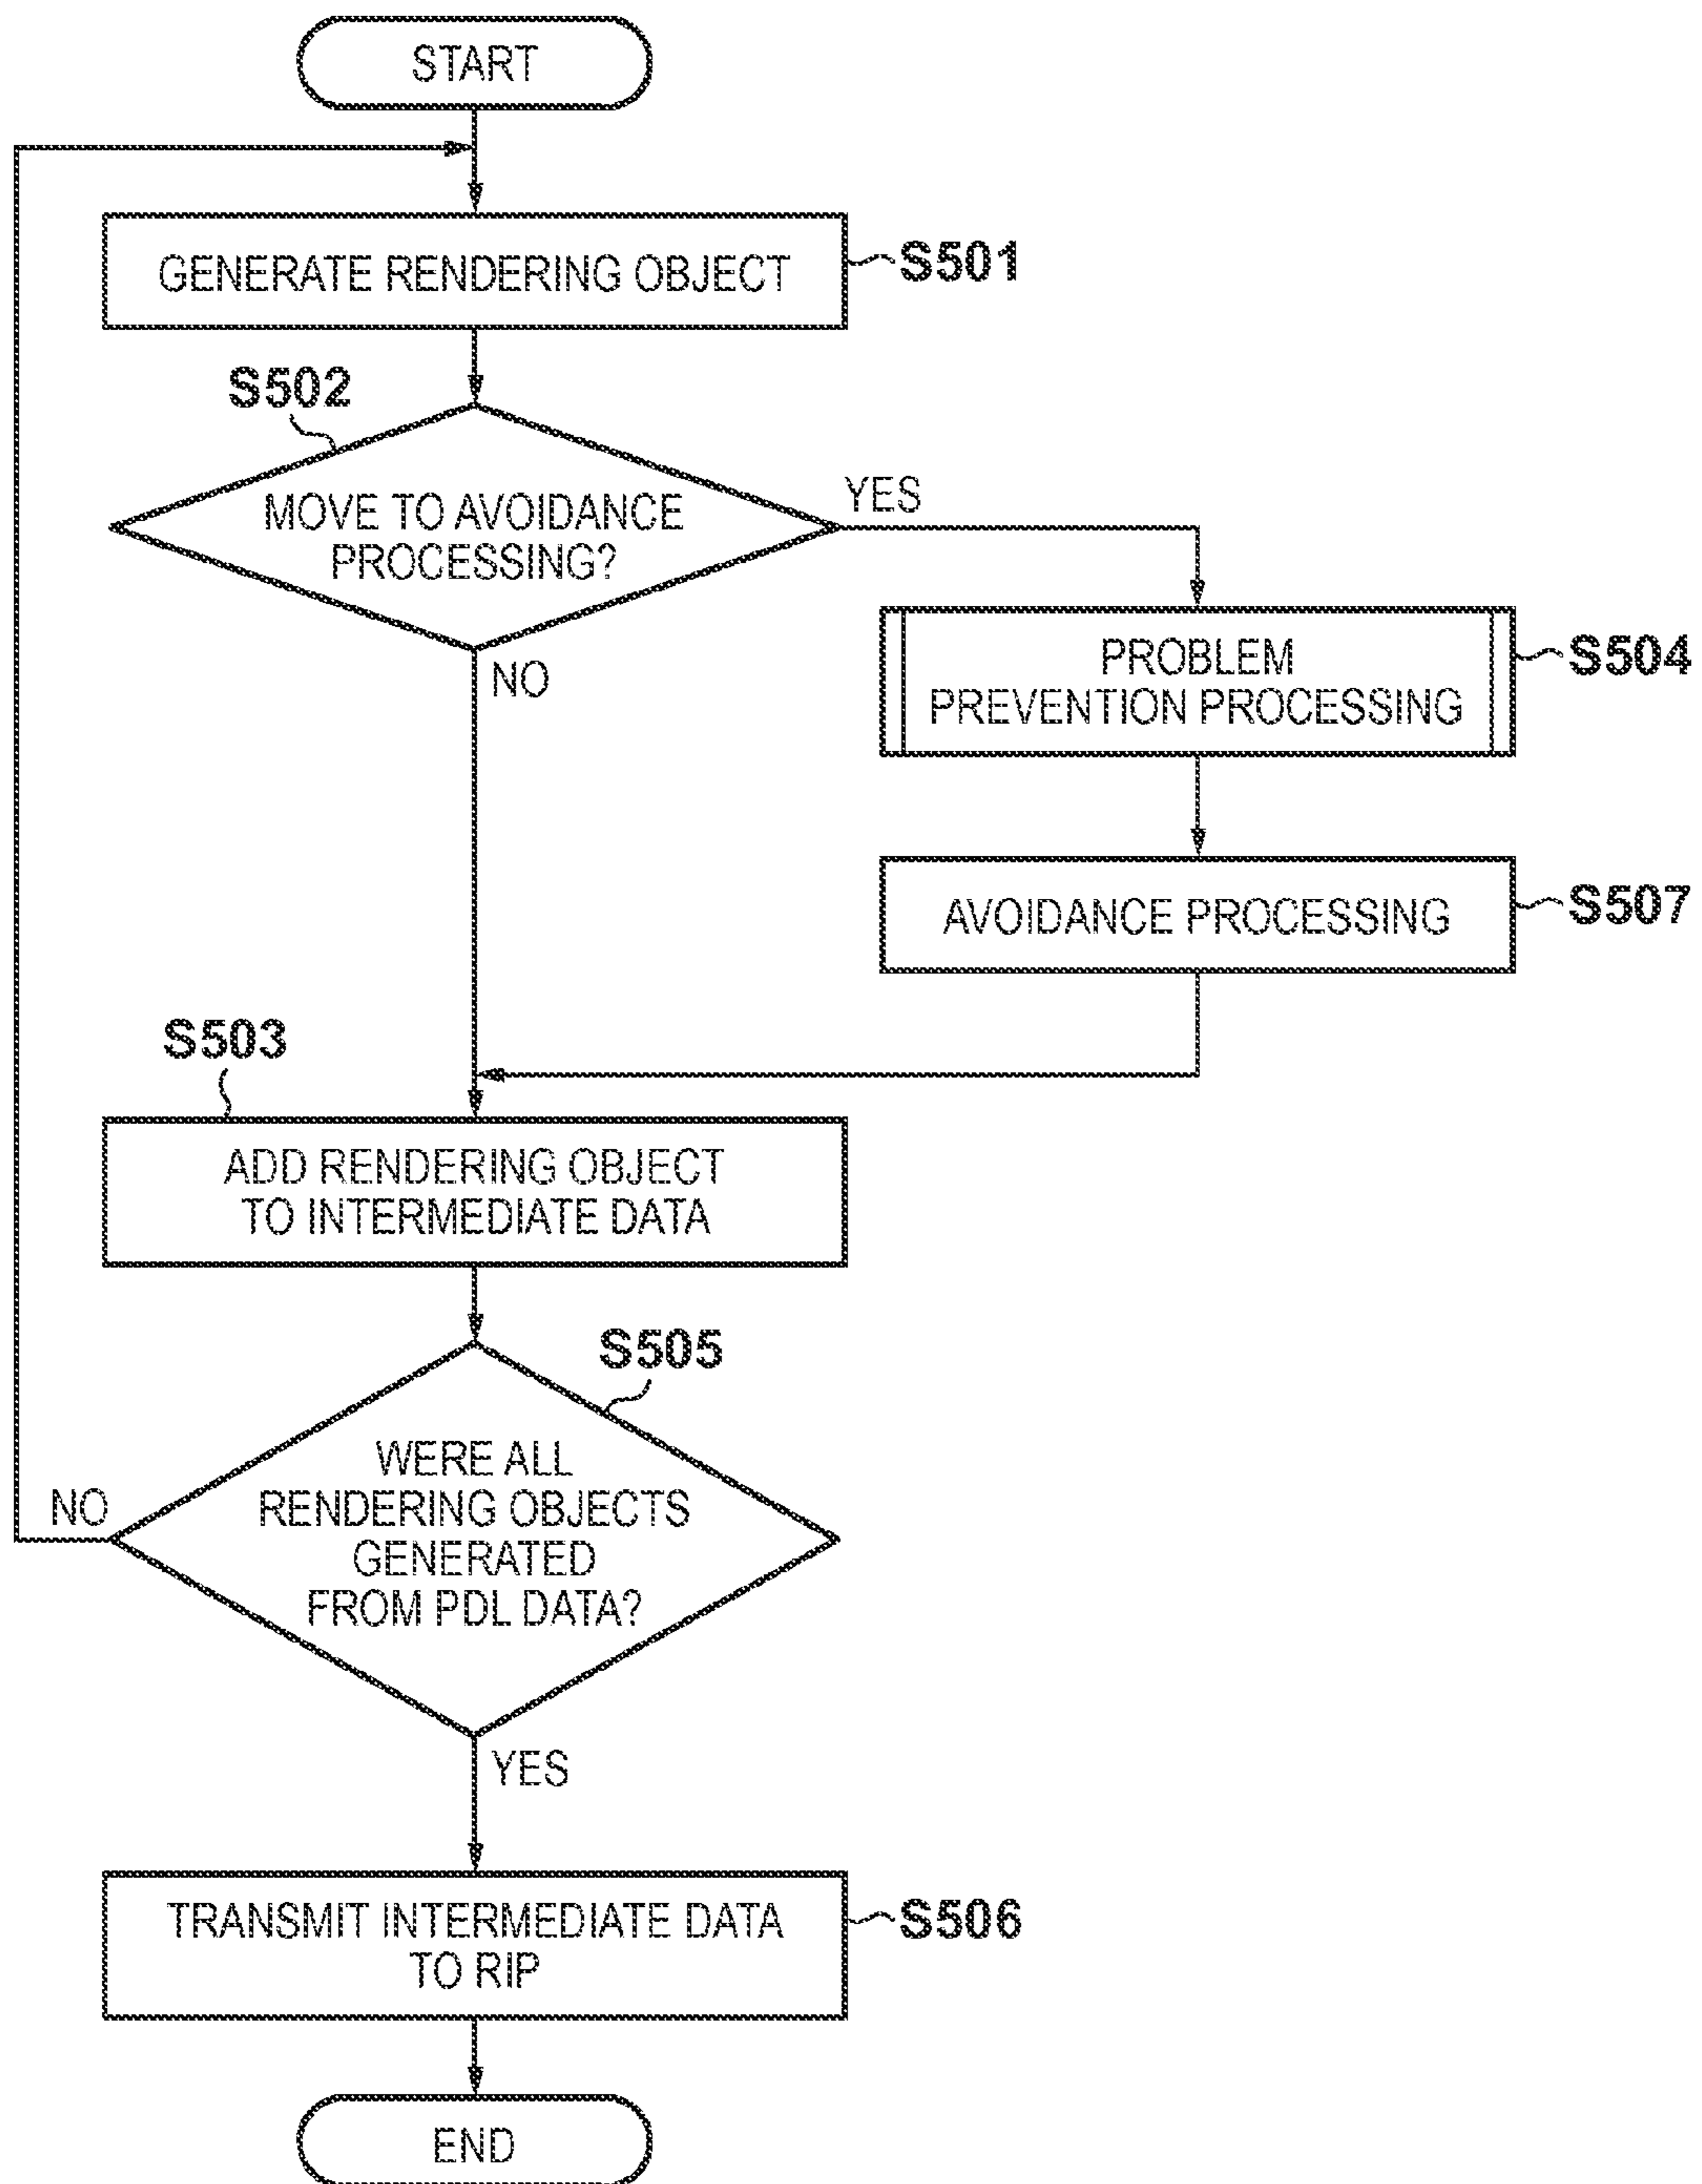 START
GENERATE RENDERING OBJECT
S501
S502
MOVE TO AVOIDANCE
PROCESSING?
YES
NO
PROBLEM
PREVENTION PROCESSING
S504
AVOIDANCE PROCESSING
S507
S503
ADD RENDERING OBJECT
TO INTERMEDIATE DATA
S505
WERE ALL
RENDERING OBJECTS
GENERATED
FROM PDL DATA?
NO
YES
TRANSMIT INTERMEDIATE DATA
TO RIP
S506
END